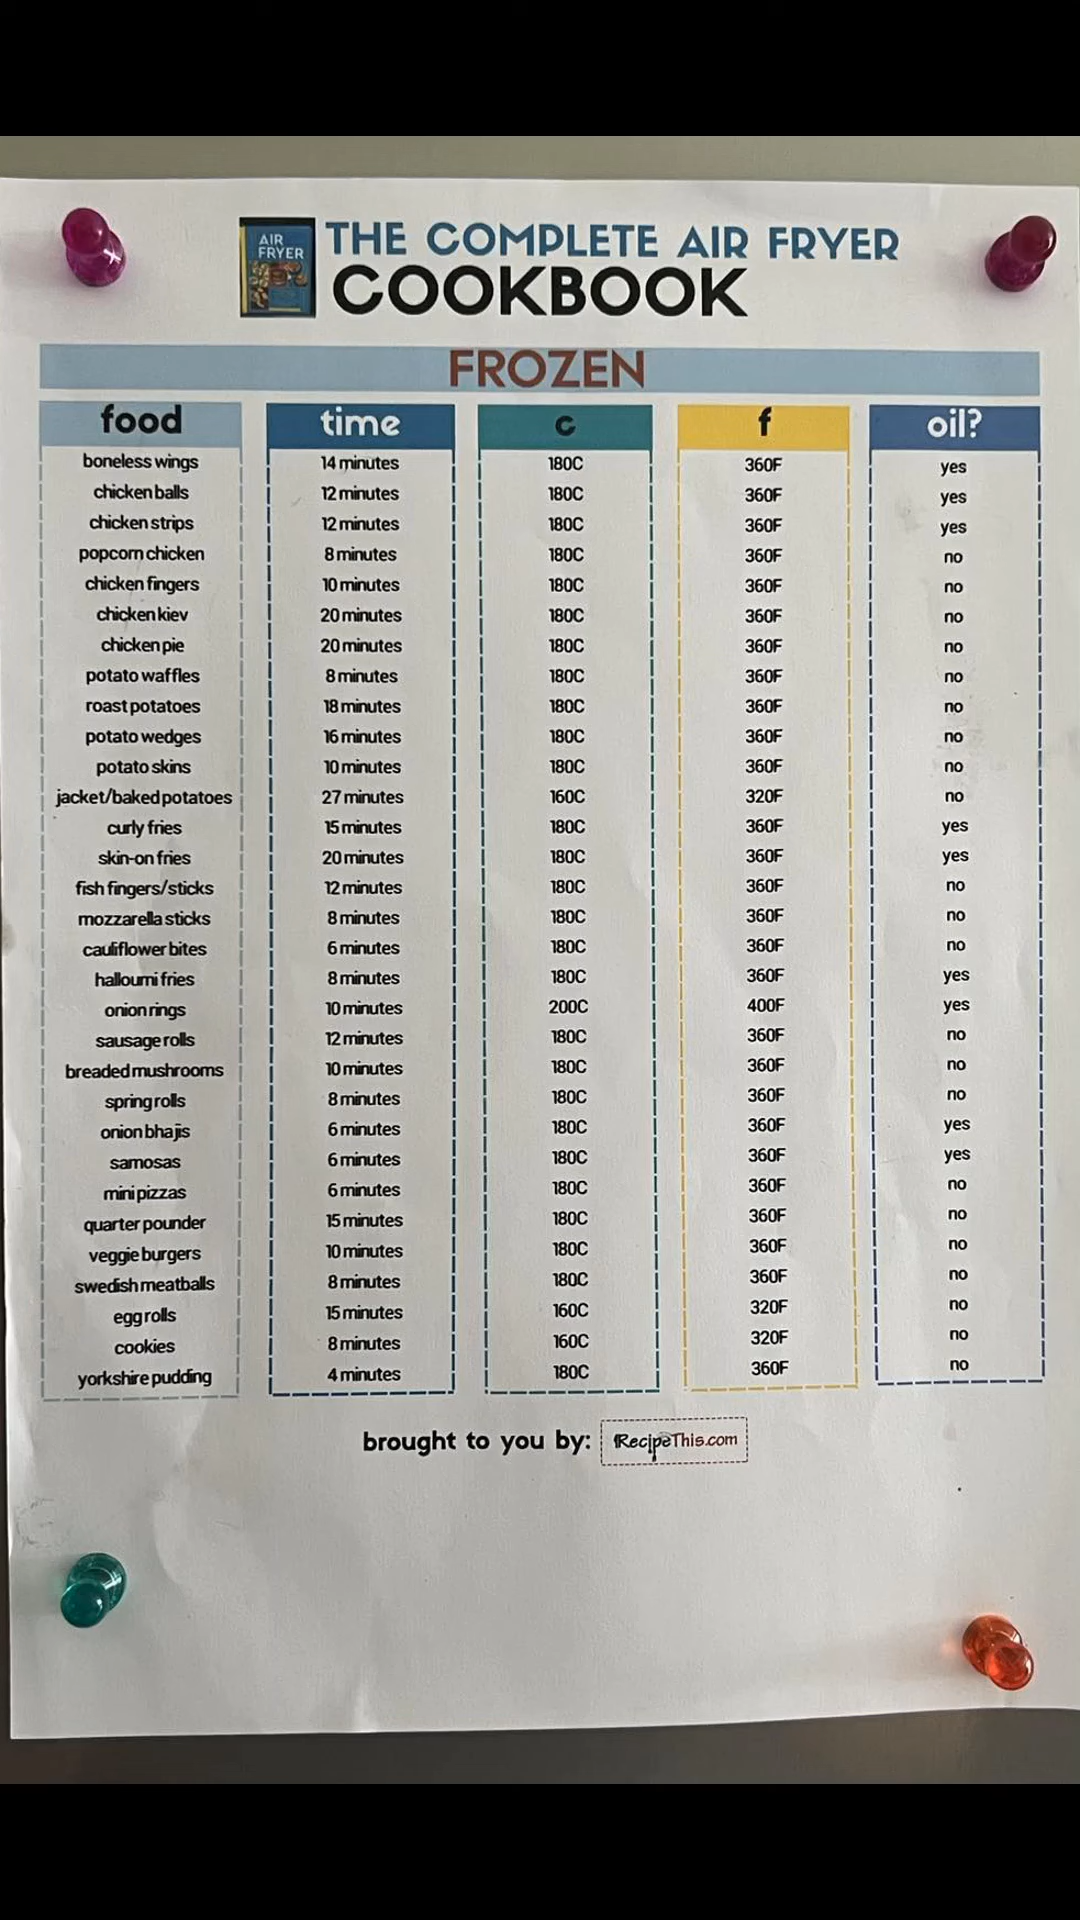 AIR
FRYER
THE COMPLETE AIR FRYER
COOKBOOK
FROZEN
food time c f oil?
boneless wings 14 minutes 180C 360F yes
chicken balls 12 minutes 180C 360F yes
chicken strips 12 minutes 180C 360F yes
popcorn chicken 8 minutes 180C 360F no
chicken fingers 10 minutes 180C 360F no
chicken kiev 20 minutes 180C 360F no
chicken pie 20 minutes 180C 360F no
potato waffles 8 minutes 180C 360F no
roast potatoes 18 minutes 180C 360F no
potato wedges 16 minutes 180C 360F no
potato skins 10 minutes 180C 360F no
jacket/baked potatoes 27 minutes 160C 320F no
curly fries 15 minutes 180C 360F yes
skin-on fries 20 minutes 180C 360F yes
fish fingers/sticks 12 minutes 180C 360F no
mozzarella sticks 8 minutes 180C 360F no
cauliflower bites 6 minutes 180C 360F no
halloumi fries 8 minutes 180C 360F yes
onion rings 10 minutes 200C 400F yes
sausage rolls 12 minutes 180C 360F no
breaded mushrooms 10 minutes 180C 360F no
spring rolls 8 minutes 180C 360F no
onion bhajis 6 minutes 180C 360F yes
samosas 6 minutes 180C 360F yes
mini pizzas 6 minutes 180C 360F no
quarter pounder 15 minutes 180C 360F no
veggie burgers 10 minutes 180C 360F no
swedish meatballs 8 minutes 180C 360F no
egg rolls 15 minutes 160C 320F no
cookies 8 minutes 160C 320F no
yorkshire pudding 4 minutes 180C 360F no
brought to you by: RecipeThis.com